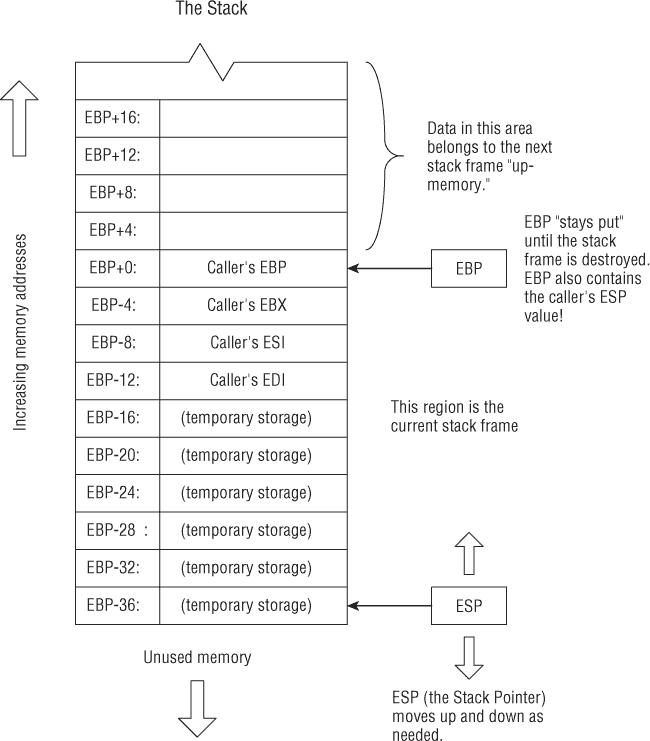 The Stack
EBP+16:
EBP+12:
EBP+8:
EBP+4:
EBP+0: Caller's EBP
EBP-4: Caller's EBX
EBP-8: Caller's ESI
EBP-12: Caller's EDI
EBP-16: (temporary storage)
EBP-20: (temporary storage)
EBP-24: (temporary storage)
EBP-28 : (temporary storage)
EBP-32: (temporary storage)
EBP-36: (temporary storage)
Increasing memory addresses
Unused memory
Data in this area
belongs to the next
stack frame "up-
memory."
EBP
EBP "stays put"
until the stack
frame is destroyed.
EBP also contains
the caller's ESP
value!
This region is the
current stack frame
ESP
ESP (the Stack Pointer)
moves up and down as
needed.